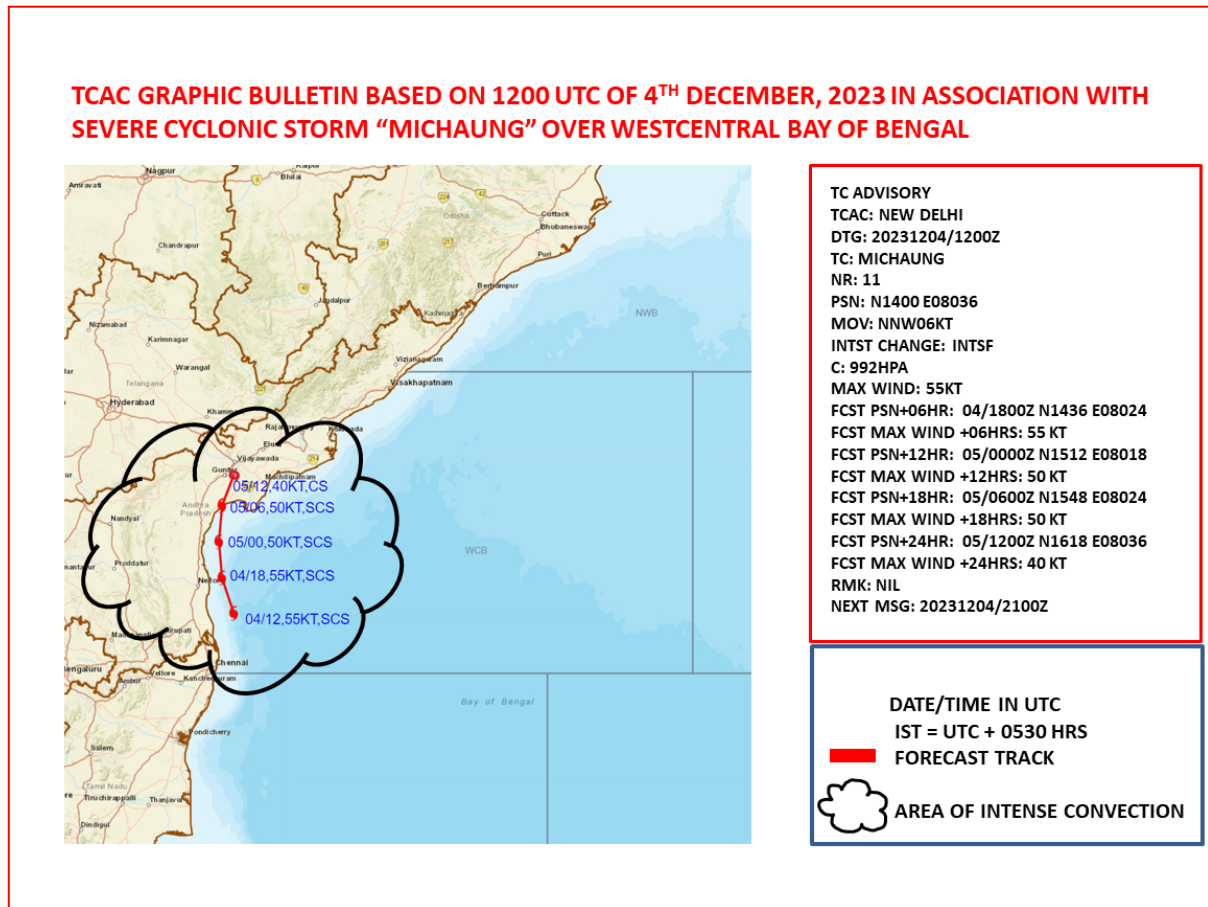 TCAC GRAPHIC BULLETIN BASED ON 1200 UTC OF 4TH DECEMBER, 2023 IN ASSOCIATION WITH
SEVERE CYCLONIC STORM “MICHAUNG” OVER WESTCENTRAL BAY OF BENGAL
Nagpur
Amravati
Raipur
Bhilai
Odisha
Cuttack
Bhubaneswar
Puri
Chandrapur
Berhampur
Jagdalpur
Nizamabad
Karimnagar
NWB
Vizianagaram
Warangal
Visakhapatnam
Telangana
Hyderabad
Khammam
Eluru
Vijayawada
Guntur
Machilipatnam
05/12,40KT,CS
Andhra
Pradesh
05/06,50KT,SCS
Nandyal
05/00,50KT,SCS
WCB
Proddatur
Nellore
04/18,55KT,SCS
04/12,55KT,SCS
Chennai
Vellore
Ambur
Kancheepuram
Bay of Bengal
Pondicherry
Salem
Tamil Nadu
Tiruchirappalli
Thanjavur
Dindigul
TC ADVISORY
TCAC: NEW DELHI
DTG: 20231204/1200Z
TC: MICHAUNG
NR: 11
PSN: N1400 E08036
MOV: NNW06KT
INTST CHANGE: INTSF
C: 992HPA
MAX WIND: 55KT
FCST PSN+06HR: 04/1800Z N1436 E08024
FCST MAX WIND +06HRS: 55 KT
FCST PSN+12HR: 05/0000Z N1512 E08018
FCST MAX WIND +12HRS: 50 KT
FCST PSN+18HR: 05/0600Z N1548 E08024
FCST MAX WIND +18HRS: 50 KT
FCST PSN+24HR: 05/1200Z N1618 E08036
FCST MAX WIND +24HRS: 40 KT
RMK: NIL
NEXT MSG: 20231204/2100Z
DATE/TIME IN UTC
IST = UTC + 0530 HRS
FORECAST TRACK
AREA OF INTENSE CONVECTION